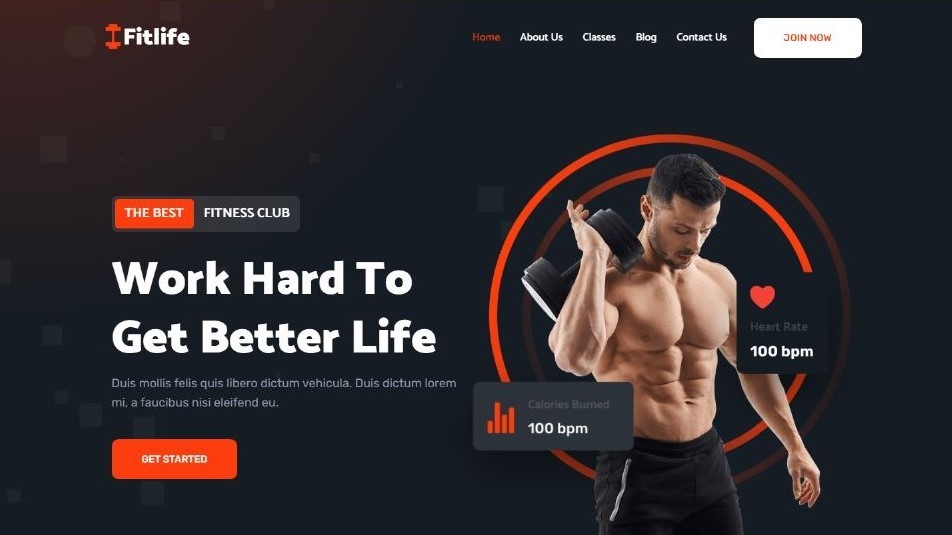 Fitlife
Home About Us Classes Blog Contact Us JOIN NOW
THE BEST FITNESS CLUB
Work Hard To
Get Better Life
Duis mollis felis quis libero dictum vehicula. Duis dictum lorem
mi, a faucibus nisi eleifend eu.
GET STARTED
Heart Rate
100 bpm
Calories Burned
100 bpm